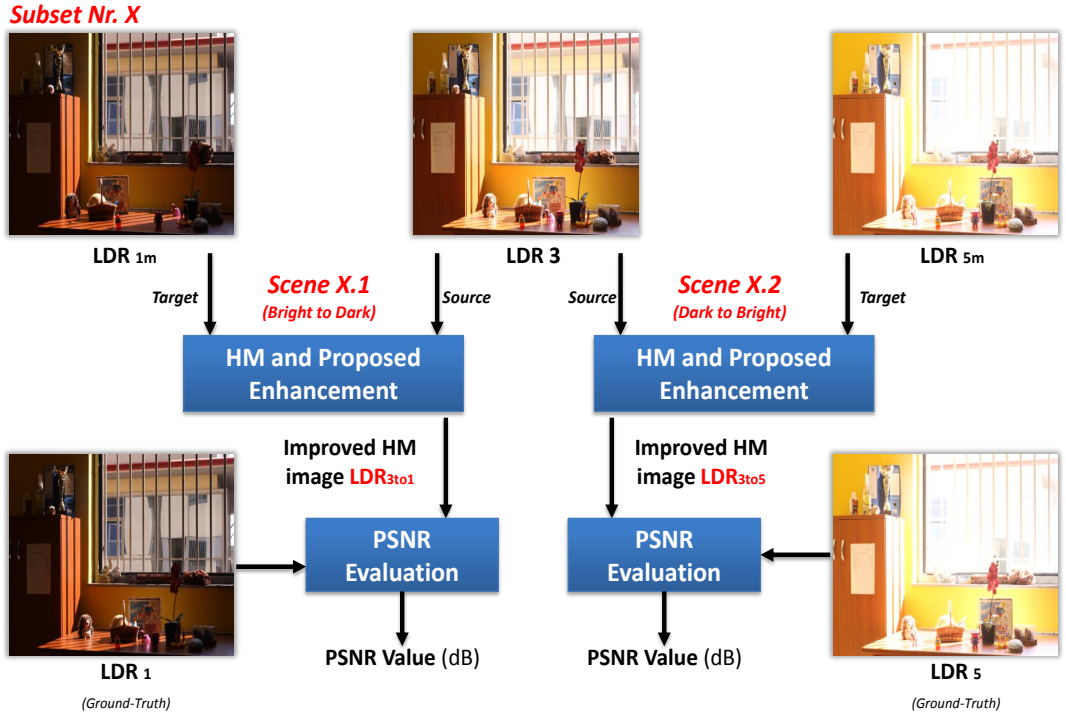 Subset Nr. X
LDR 1m
LDR 3
LDR 5m
Target
Scene X.1
(Bright to Dark)
Source
Source
Scene X.2
(Dark to Bright)
Target
HM and Proposed
Enhancement
HM and Proposed
Enhancement
Improved HM
image LDR3to1
Improved HM
image LDR3to5
PSNR
Evaluation
PSNR
Evaluation
LDR 1
(Ground-Truth)
PSNR Value (dB)
PSNR Value (dB)
LDR 5
(Ground-Truth)